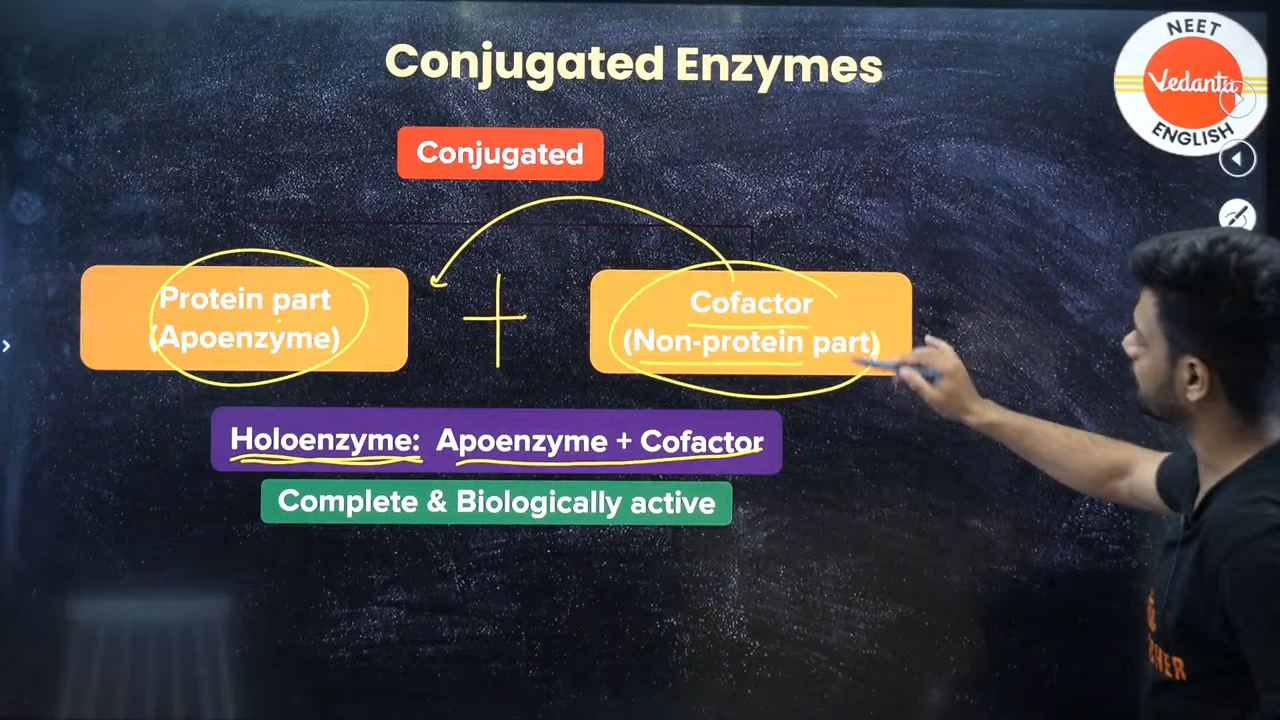 Conjugated Enzymes
NEET
Vedantu
ENGLISH
Conjugated
Protein part
(Apoenzyme)
+
Cofactor
(Non-protein part)
Holoenzyme: Apoenzyme + Cofactor
Complete & Biologically active